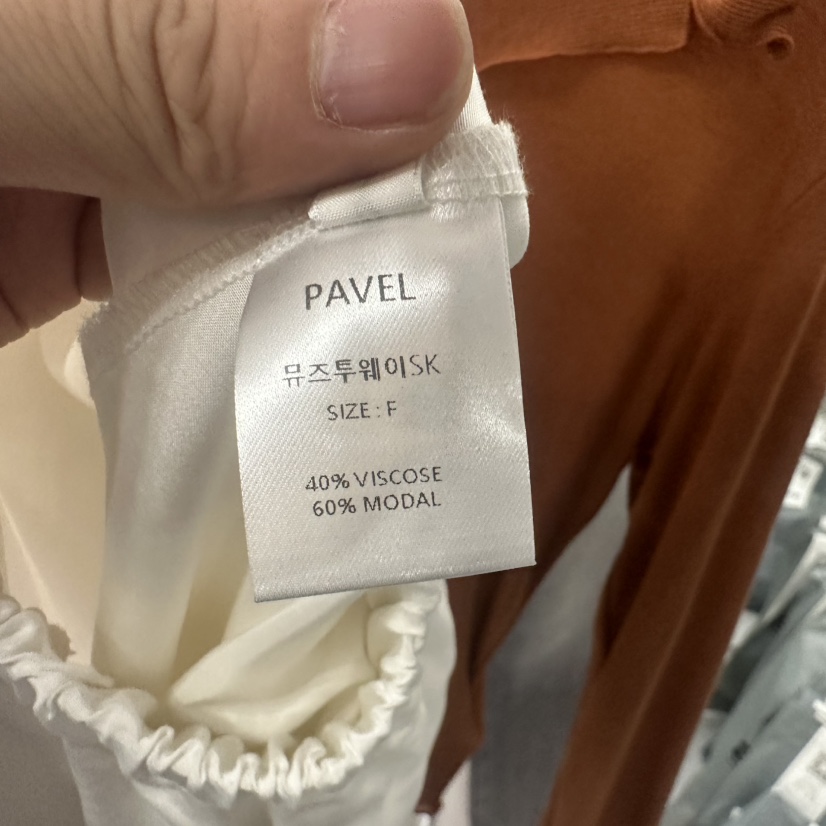 PAVEL
뮤즈투웨이SK
SIZE : F
40% VISCOSE
60% MODAL